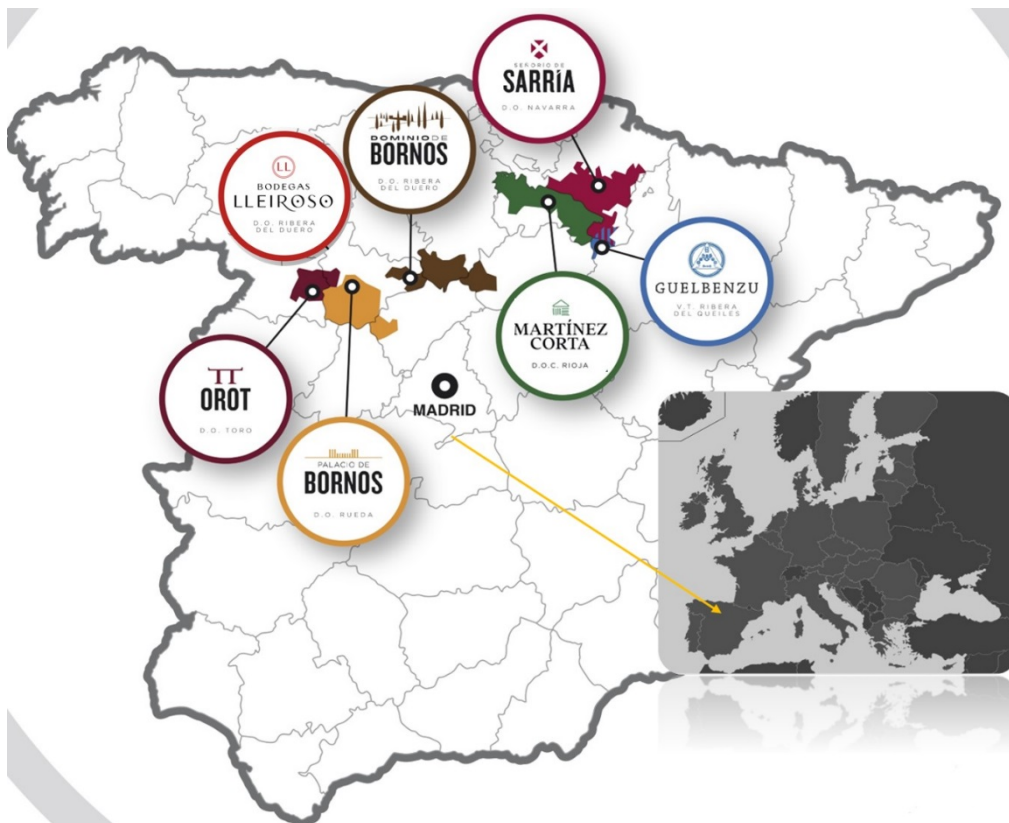 SEÑORÍO DE
SARRÍA
D.O. NAVARRA
DOMINIO DE
BORNOS
D.O. RIBERA
DEL DUERO
LL
BODEGAS
LLEIROSO
D.O. RIBERA
DEL DUERO
GUELBENZU
V.T. RIBERA
DEL QUEILES
MARTÍNEZ
CORTA
D.O.C. RIOJA
OROT
D.O. TORO
MADRID
PALACIO DE
BORNOS
D.O. RUEDA